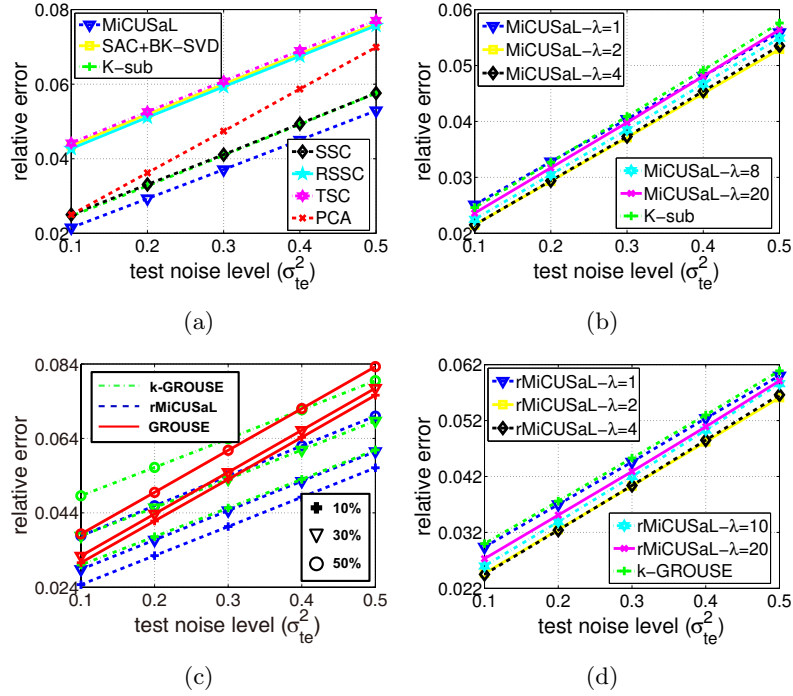 0.08
0.06
0.04
0.02
relative error
MiCUSaL
SAC+BK−SVD
K−sub
SSC
RSSC
TSC
PCA
0.1 0.2 0.3 0.4 0.5
test noise level (σ²te)
(a)
0.06
0.05
0.04
0.03
0.02
relative error
MiCUSaL−λ=1
MiCUSaL−λ=2
MiCUSaL−λ=4
MiCUSaL−λ=8
MiCUSaL−λ=20
K−sub
0.1 0.2 0.3 0.4 0.5
test noise level (σ²te)
(b)
0.084
0.064
0.044
0.024
relative error
k−GROUSE
rMiCUSaL
GROUSE
10%
30%
50%
0.1 0.2 0.3 0.4 0.5
test noise level (σ²te)
(c)
0.062
0.052
0.042
0.032
0.022
relative error
rMiCUSaL−λ=1
rMiCUSaL−λ=2
rMiCUSaL−λ=4
rMiCUSaL−λ=10
rMiCUSaL−λ=20
k−GROUSE
0.1 0.2 0.3 0.4 0.5
test noise level (σ²te)
(d)